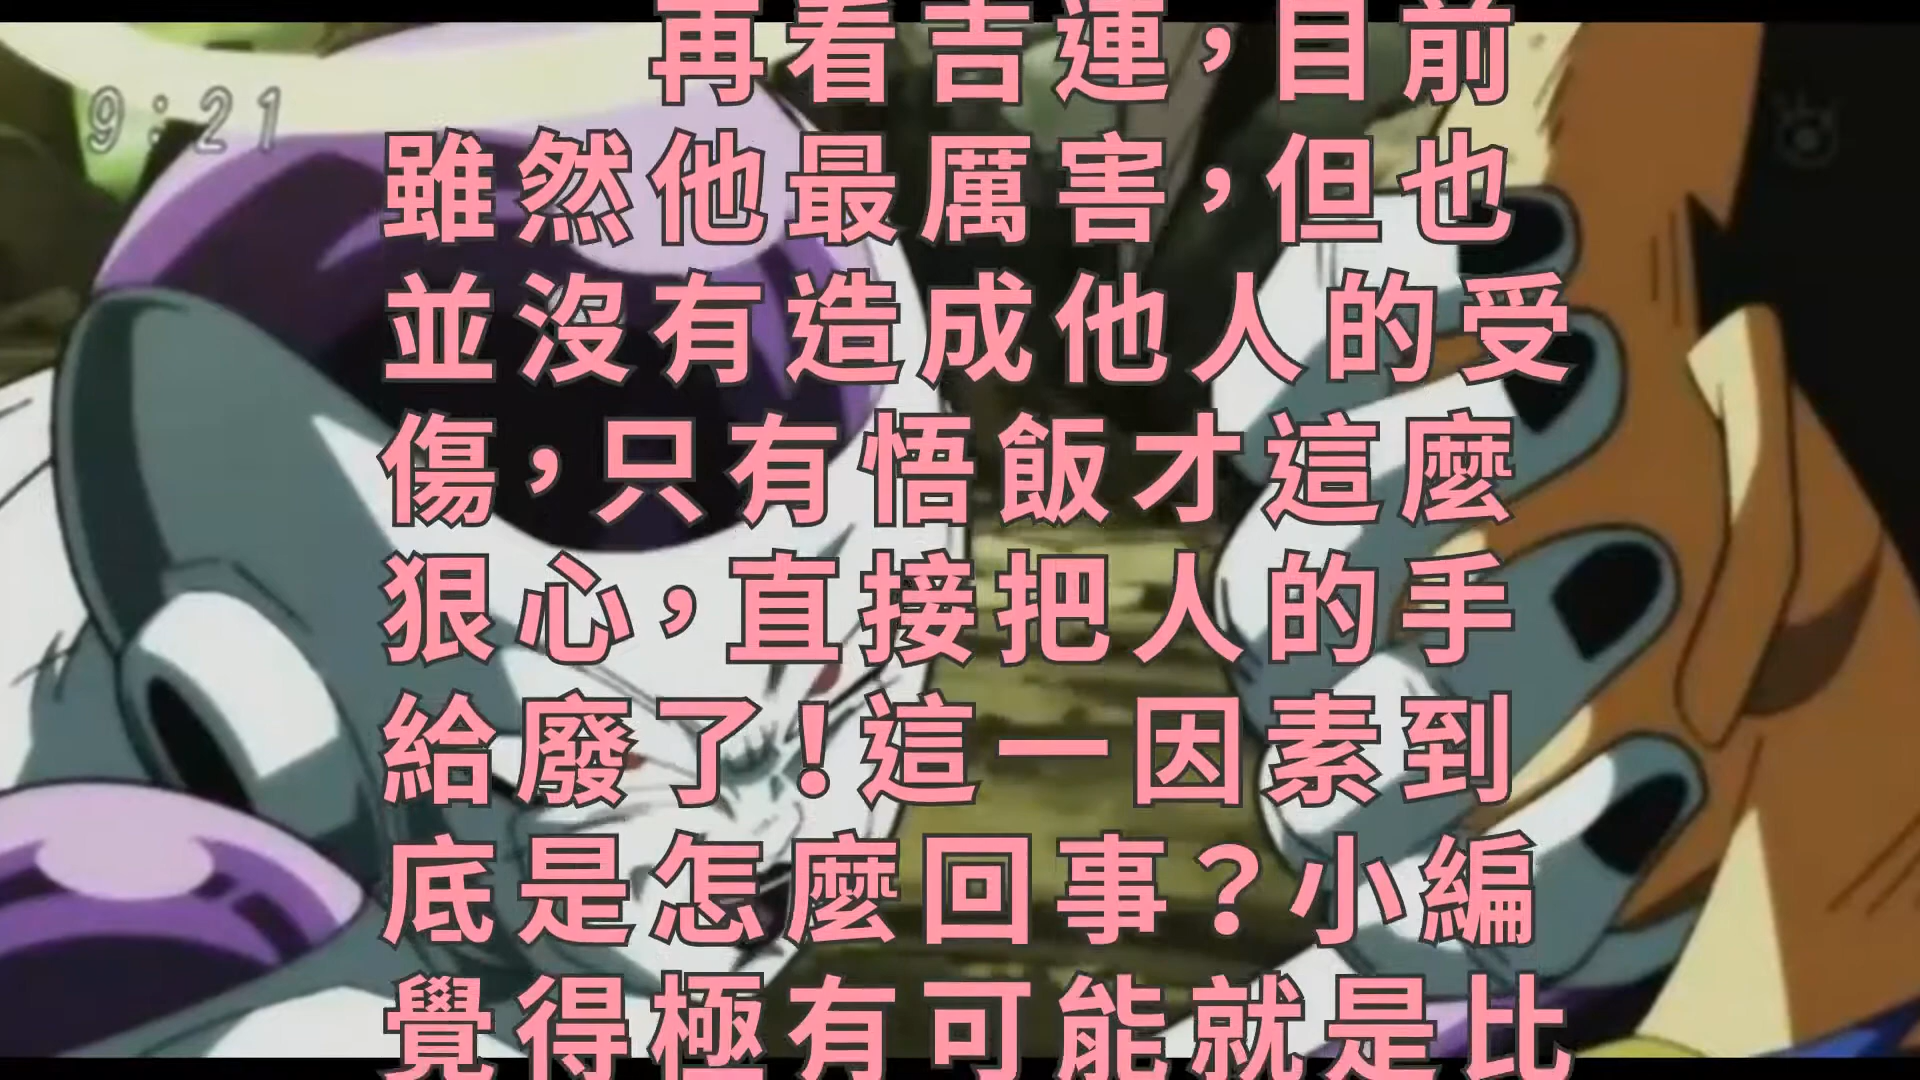 再看吉運，目前
9:21
雖然他最厲害，但也
並沒有造成他人的受
傷，只有悟飯才這麼
狠心，直接把人的手
給廢了！這一因素到
底是怎麼回事？小編
覺得極有可能就是比